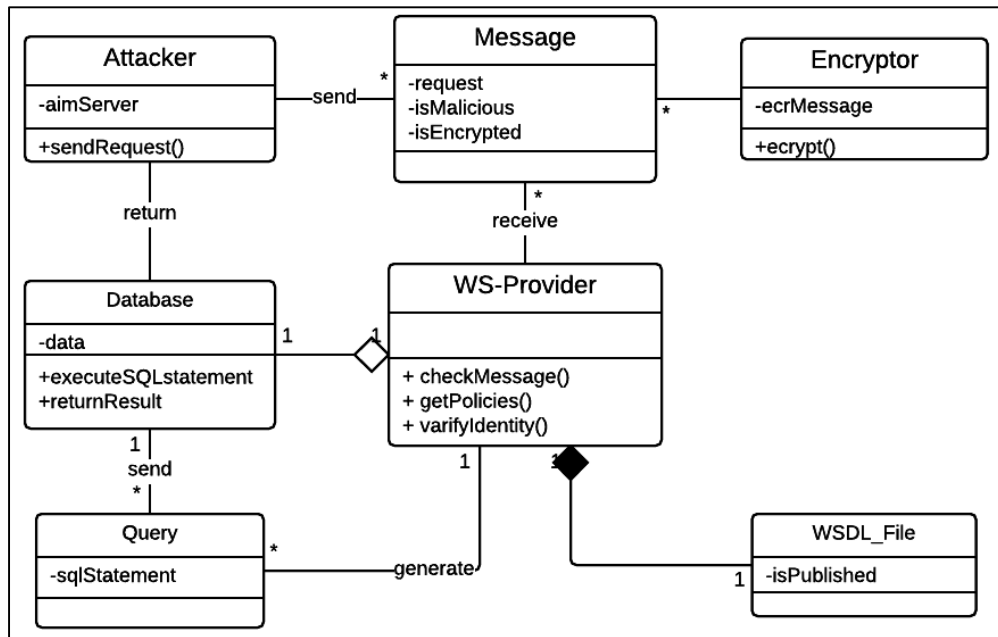 Attacker
-aimServer
+sendRequest()
send
*
Message
-request
-isMalicious
-isEncrypted
*
Encryptor
-ecrMessage
+ecrypt()
return
*
receive
Database
-data
+executeSQLstatement
+returnResult
1
1
WS-Provider
+ checkMessage()
+ getPolicies()
+ varifyIdentity()
1
send
*
1
1
Query
-sqlStatement
*
generate
WSDL_File
-isPublished
1